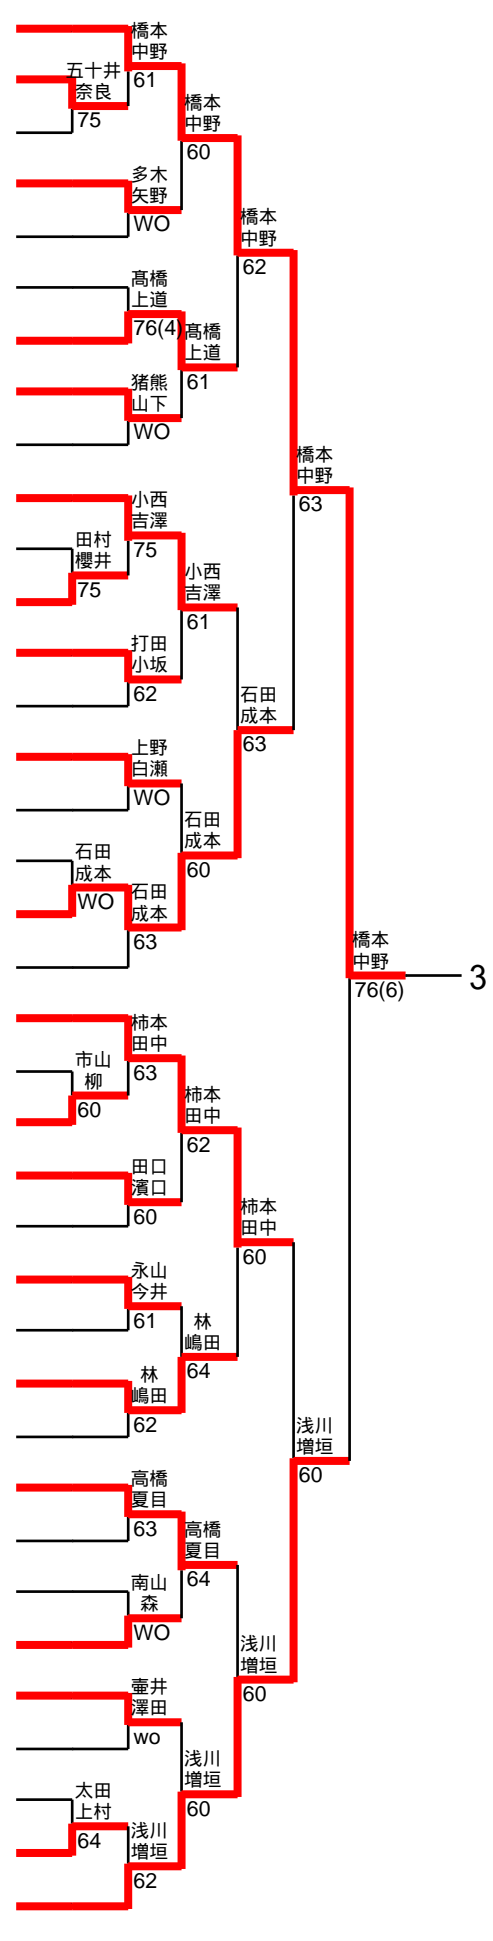 橋本
中野
61
五十井
奈良
75
橋本
中野
60
多木
矢野
WO
橋本
中野
62
髙橋
上道
76(4)
髙橋
上道
61
猪熊
山下
WO
橋本
中野
63
小西
吉澤
75
田村
櫻井
75
小西
吉澤
61
打田
小坂
62
石田
成本
63
上野
白瀬
WO
石田
成本
60
石田
成本
WO
石田
成本
63
橋本
中野
76(6)
3
柿本
田中
63
市山
柳
60
柿本
田中
62
田口
濱口
60
柿本
田中
60
永山
今井
61
林
嶋田
64
林
嶋田
62
浅川
増垣
60
高橋
夏目
63
高橋
夏目
64
南山
森
WO
浅川
増垣
60
壷井
澤田
wo
浅川
増垣
60
太田
上村
64
浅川
増垣
62